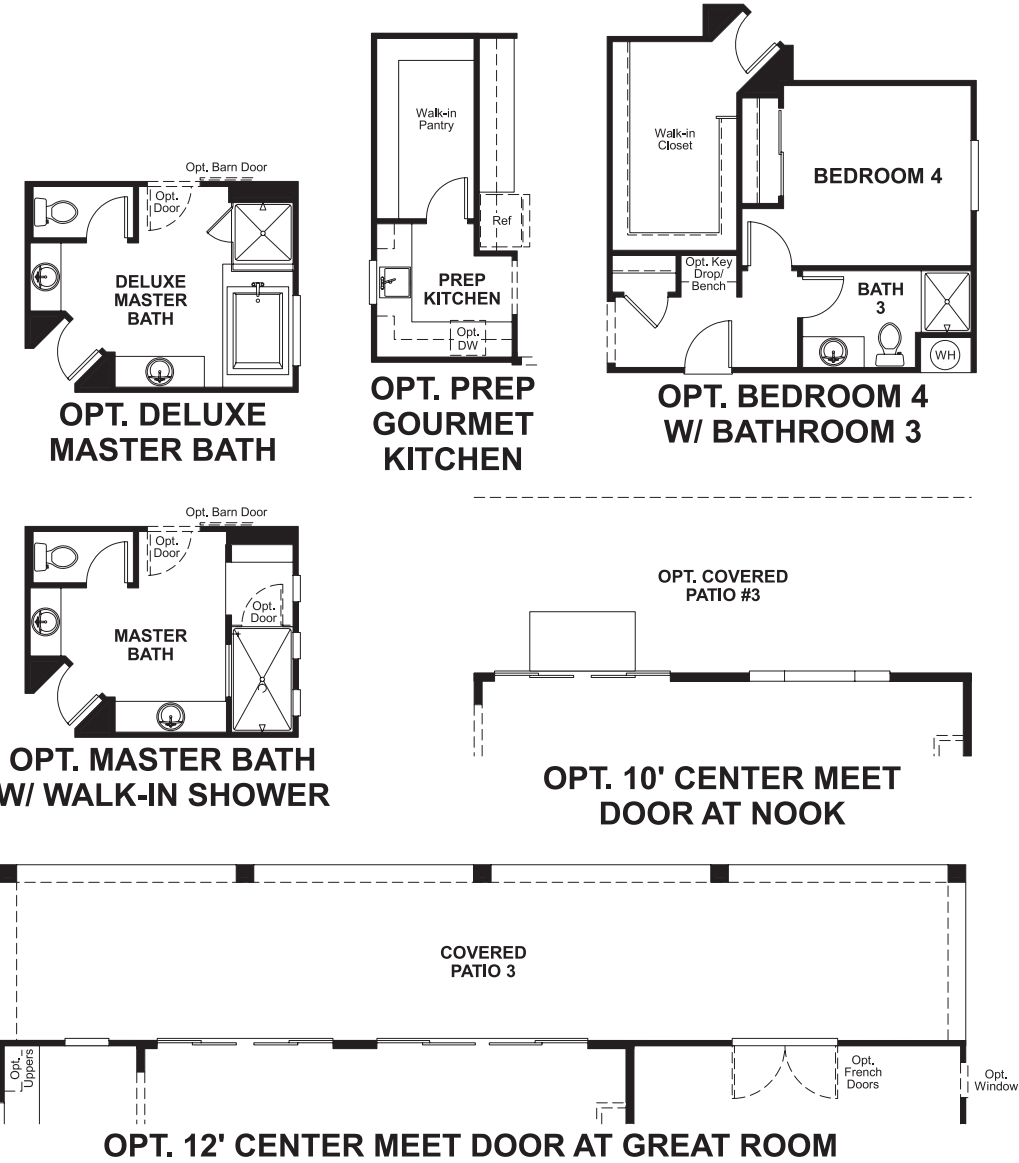 Opt. Barn Door
Opt.
Door
DELUXE
MASTER
BATH
OPT. DELUXE
MASTER BATH
Walk-in
Pantry
Ref
PREP
KITCHEN
Opt.
DW
OPT. PREP
GOURMET
KITCHEN
Walk-in
Closet
BEDROOM 4
Opt. Key
Drop/
Bench
BATH
3
WH
OPT. BEDROOM 4
W/ BATHROOM 3
Opt. Barn Door
Opt.
Door
Opt.
Door
MASTER
BATH
OPT. MASTER BATH
W/ WALK-IN SHOWER
OPT. COVERED
PATIO #3
OPT. 10' CENTER MEET
DOOR AT NOOK
COVERED
PATIO 3
Opt.
Uppers
Opt.
French
Doors
Opt.
Window
OPT. 12' CENTER MEET DOOR AT GREAT ROOM